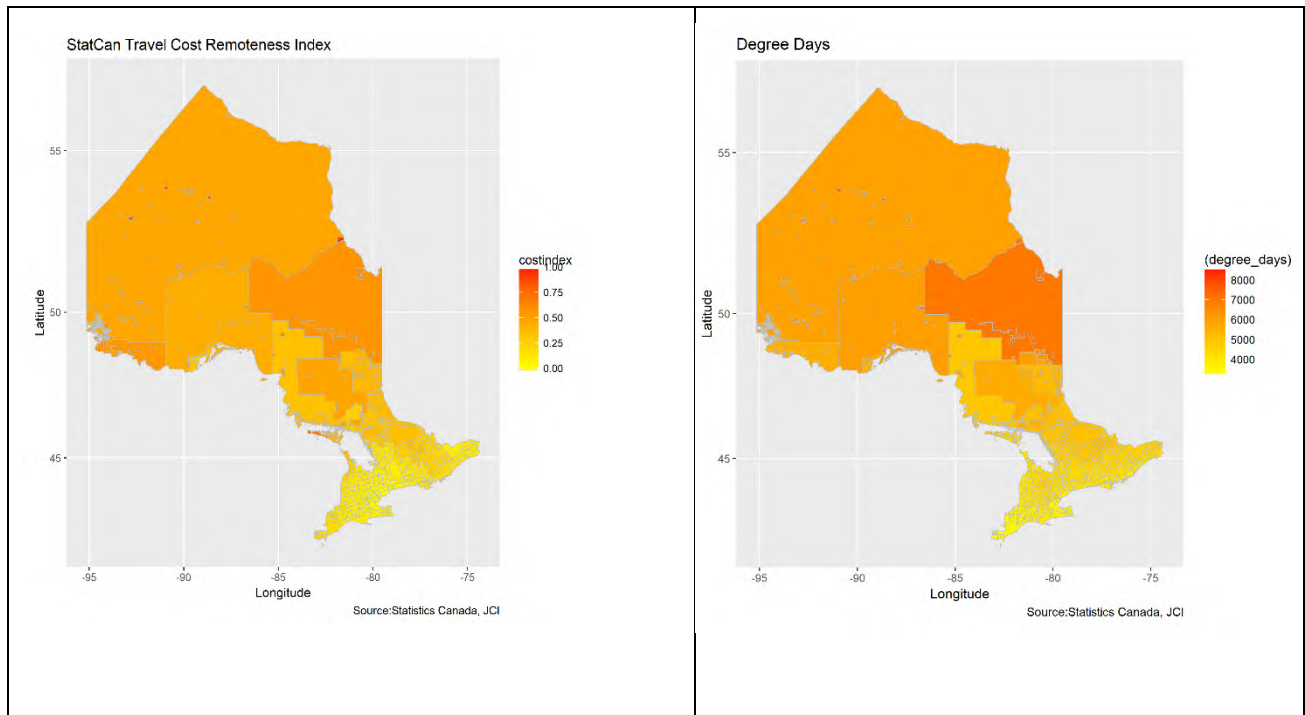 StatCan Travel Cost Remoteness Index
55
50
45
Latitude
-95
-90
-85
-80
-75
Longitude
costindex
1.00
0.75
0.50
0.25
0.00
Source:Statistics Canada, JCI
Degree Days
55
50
45
Latitude
-95
-90
-85
-80
-75
Longitude
(degree_days)
8000
7000
6000
5000
4000
Source:Statistics Canada, JCI